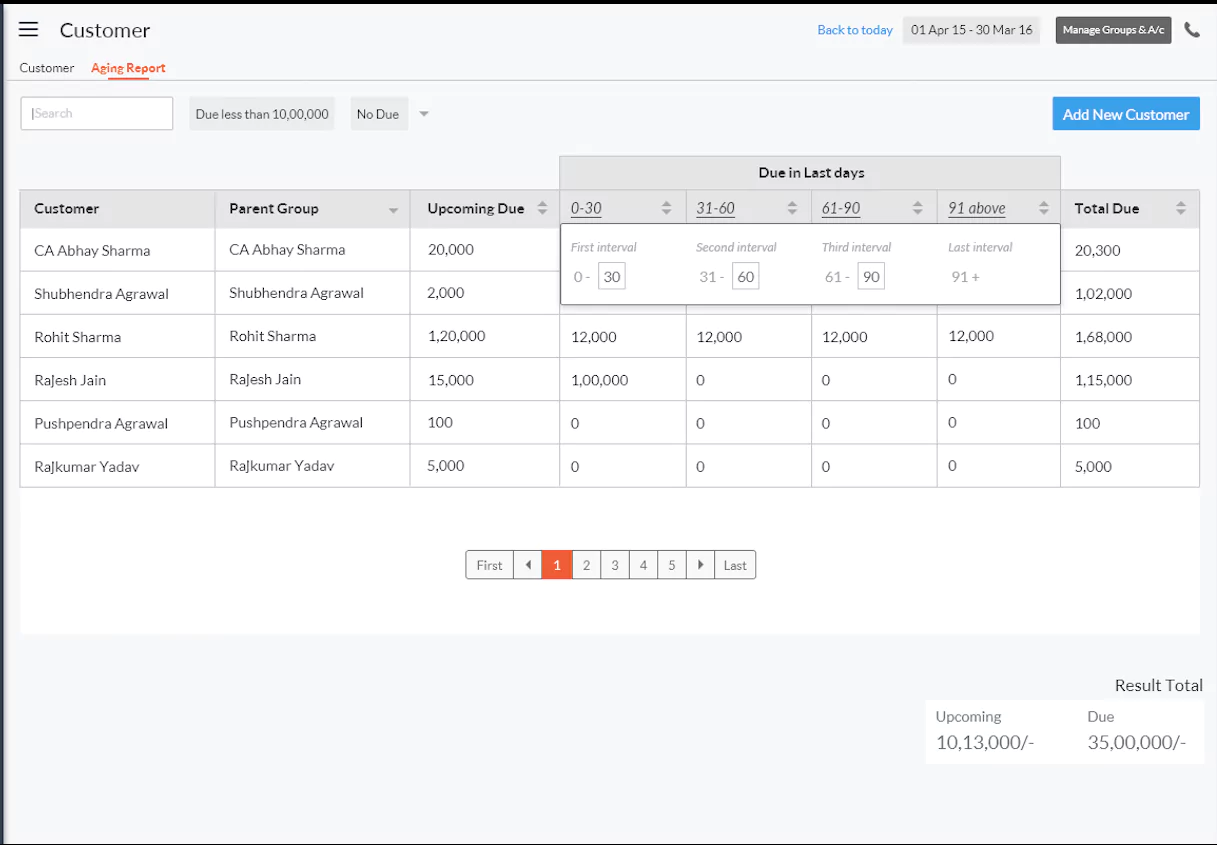 Customer
Back to today 01 Apr 15 - 30 Mar 16 Manage Groups & A/c
Customer Aging Report
Search Due less than 10,00,000 No Due Add New Customer
Due in Last days
Customer Parent Group Upcoming Due 0-30 31-60 61-90 91 above Total Due
First interval Second interval Third interval Last interval
0 - 30 31 - 60 61 - 90 91 +
CA Abhay Sharma CA Abhay Sharma 20,000 20,300
Shubhendra Agrawal Shubhendra Agrawal 2,000 1,02,000
Rohit Sharma Rohit Sharma 1,20,000 12,000 12,000 12,000 12,000 1,68,000
Rajesh Jain Rajesh Jain 15,000 1,00,000 0 0 0 1,15,000
Pushpendra Agrawal Pushpendra Agrawal 100 0 0 0 0 100
Rajkumar Yadav Rajkumar Yadav 5,000 0 0 0 0 5,000
First 1 2 3 4 5 Last
Result Total
Upcoming Due
10,13,000/- 35,00,000/-